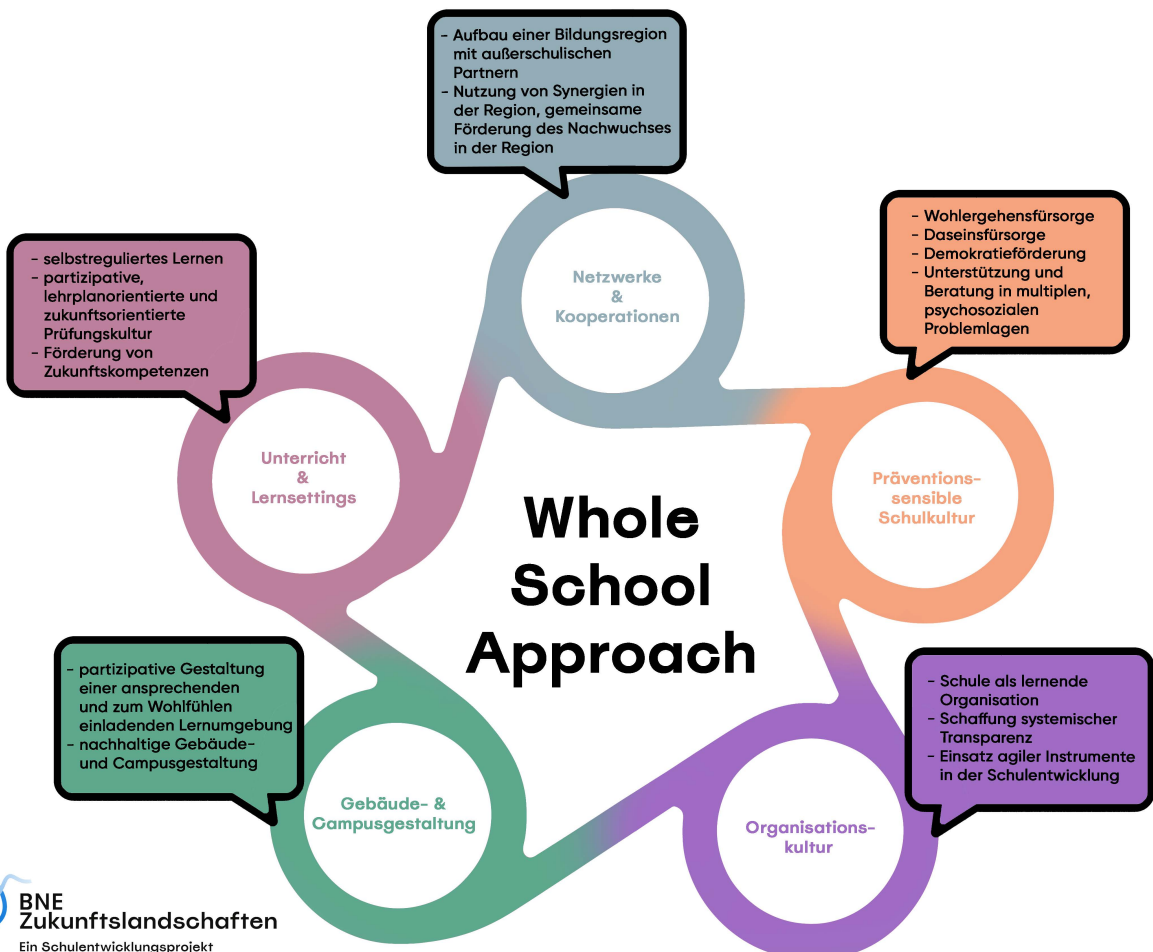 - Aufbau einer Bildungsregion
mit außerschulischen
Partnern
- Nutzung von Synergien in
der Region, gemeinsame
Förderung des Nachwuchses
in der Region
Netzwerke
&
Kooperationen
- Wohlergehensfürsorge
- Daseinsfürsorge
- Demokratieförderung
- Unterstützung und
Beratung in multiplen,
psychosozialen
Problemlagen
Präventions-
sensible
Schulkultur
- selbstreguliertes Lernen
- partizipative,
lehrplanorientierte und
zukunftsorientierte
Prüfungskultur
- Förderung von
Zukunftskompetenzen
Unterricht
&
Lernsettings
Whole
School
Approach
- partizipative Gestaltung
einer ansprechenden
und zum Wohlfühlen
einladenden Lernumgebung
- nachhaltige Gebäude-
und Campusgestaltung
Gebäude- &
Campusgestaltung
- Schule als lernende
Organisation
- Schaffung systemischer
Transparenz
- Einsatz agiler Instrumente
in der Schulentwicklung
Organisations-
kultur
BNE
Zukunftslandschaften
Ein Schulentwicklungsprojekt